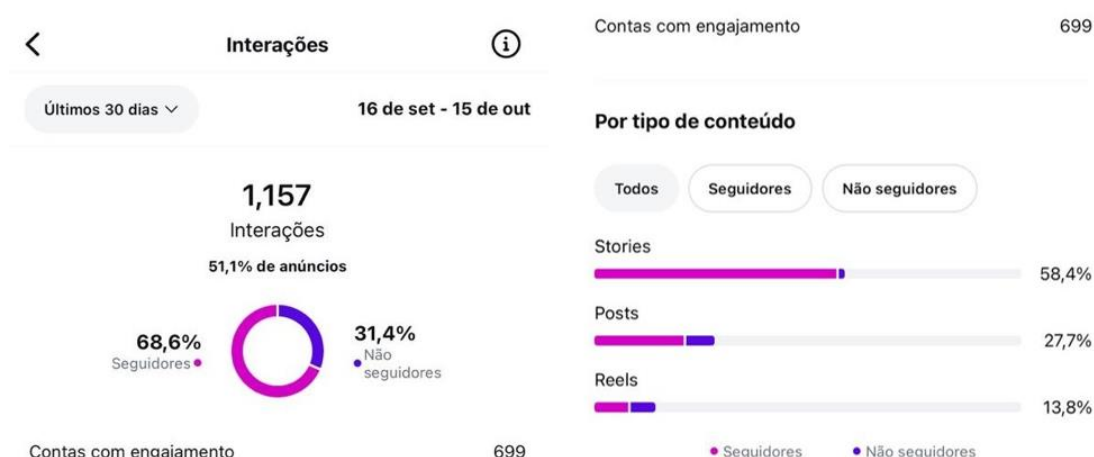 Interações
Últimos 30 dias
16 de set - 15 de out
1,157
Interações
51,1% de anúncios
68,6%
Seguidores
31,4%
Não
seguidores
Contas com engajamento 699
Contas com engajamento 699
Por tipo de conteúdo
Todos
Seguidores
Não seguidores
Stories
58,4%
Posts
27,7%
Reels
13,8%
Seguidores
Não seguidores